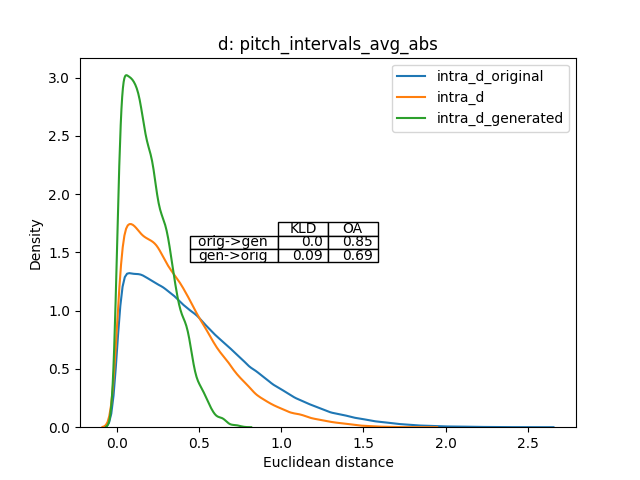 d: pitch_intervals_avg_abs
intra_d_original
intra_d
intra_d_generated
KLD OA
orig->gen 0.0 0.85
gen->orig 0.09 0.69
Density
3.0
2.5
2.0
1.5
1.0
0.5
0.0
0.0 0.5 1.0 1.5 2.0 2.5
Euclidean distance